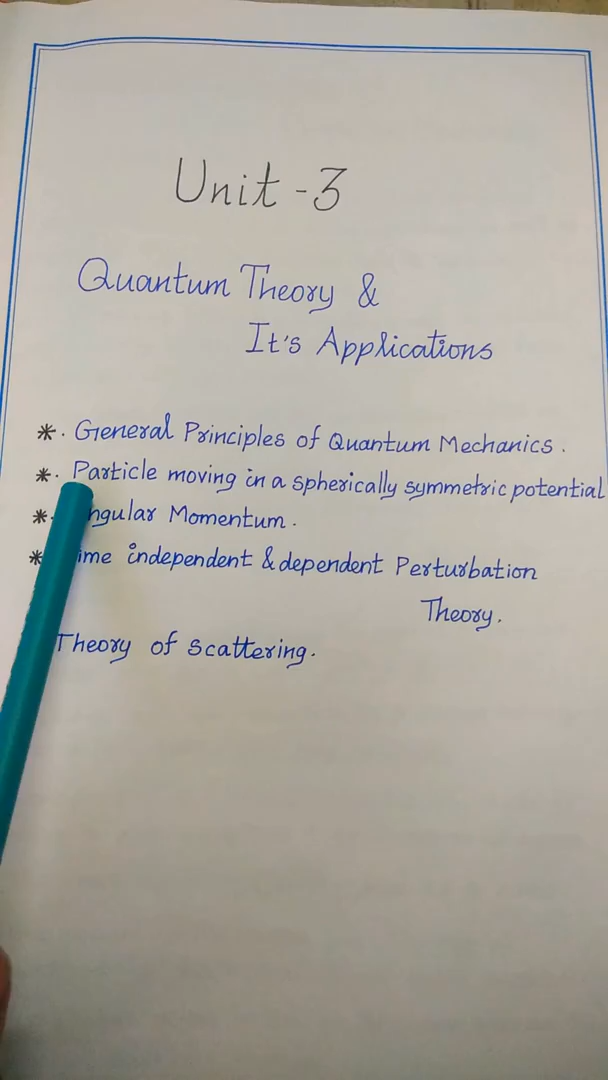 Unit - 3
Quantum Theory &
It's Applications
*. General Principles of Quantum Mechanics.
*. Particle moving in a spherically symmetric potential
*. ngular Momentum.
* ime independent & dependent Perturbation
Theory.
Theory of scattering.